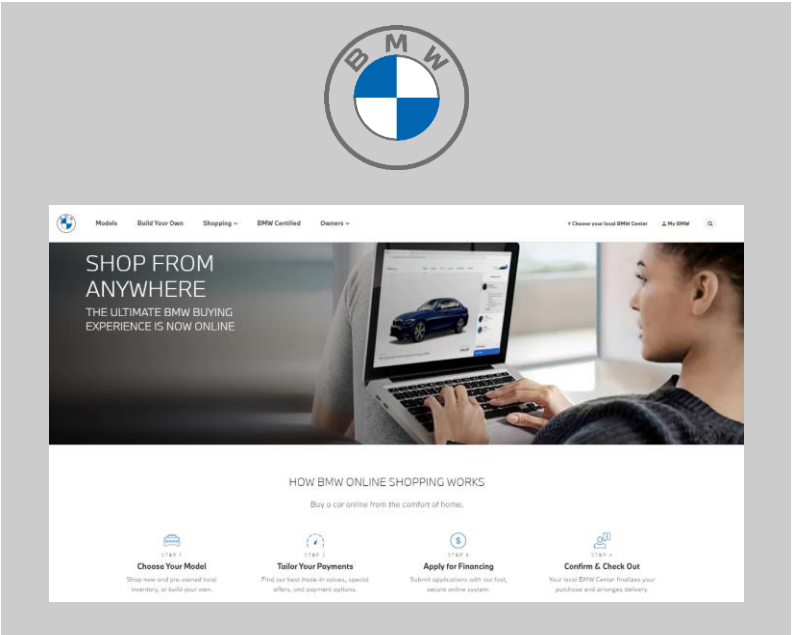 BMW
Models Build Your Own Shopping BMW Certified Owners Choose your local BMW Center My BMW
SHOP FROM
ANYWHERE
THE ULTIMATE BMW BUYING
EXPERIENCE IS NOW ONLINE
HOW BMW ONLINE SHOPPING WORKS
Buy a car online from the comfort of home.
STEP 1 STEP 2 STEP 3 STEP 4
Choose Your Model Tailor Your Payments Apply for Financing Confirm & Check Out
Shop new and pre-owned local Find our best trade-in values, special Submit applications with our fast, Your local BMW Center finalizes your
inventory, or build your own. offers, and payment options. secure online system. purchase and arranges delivery.